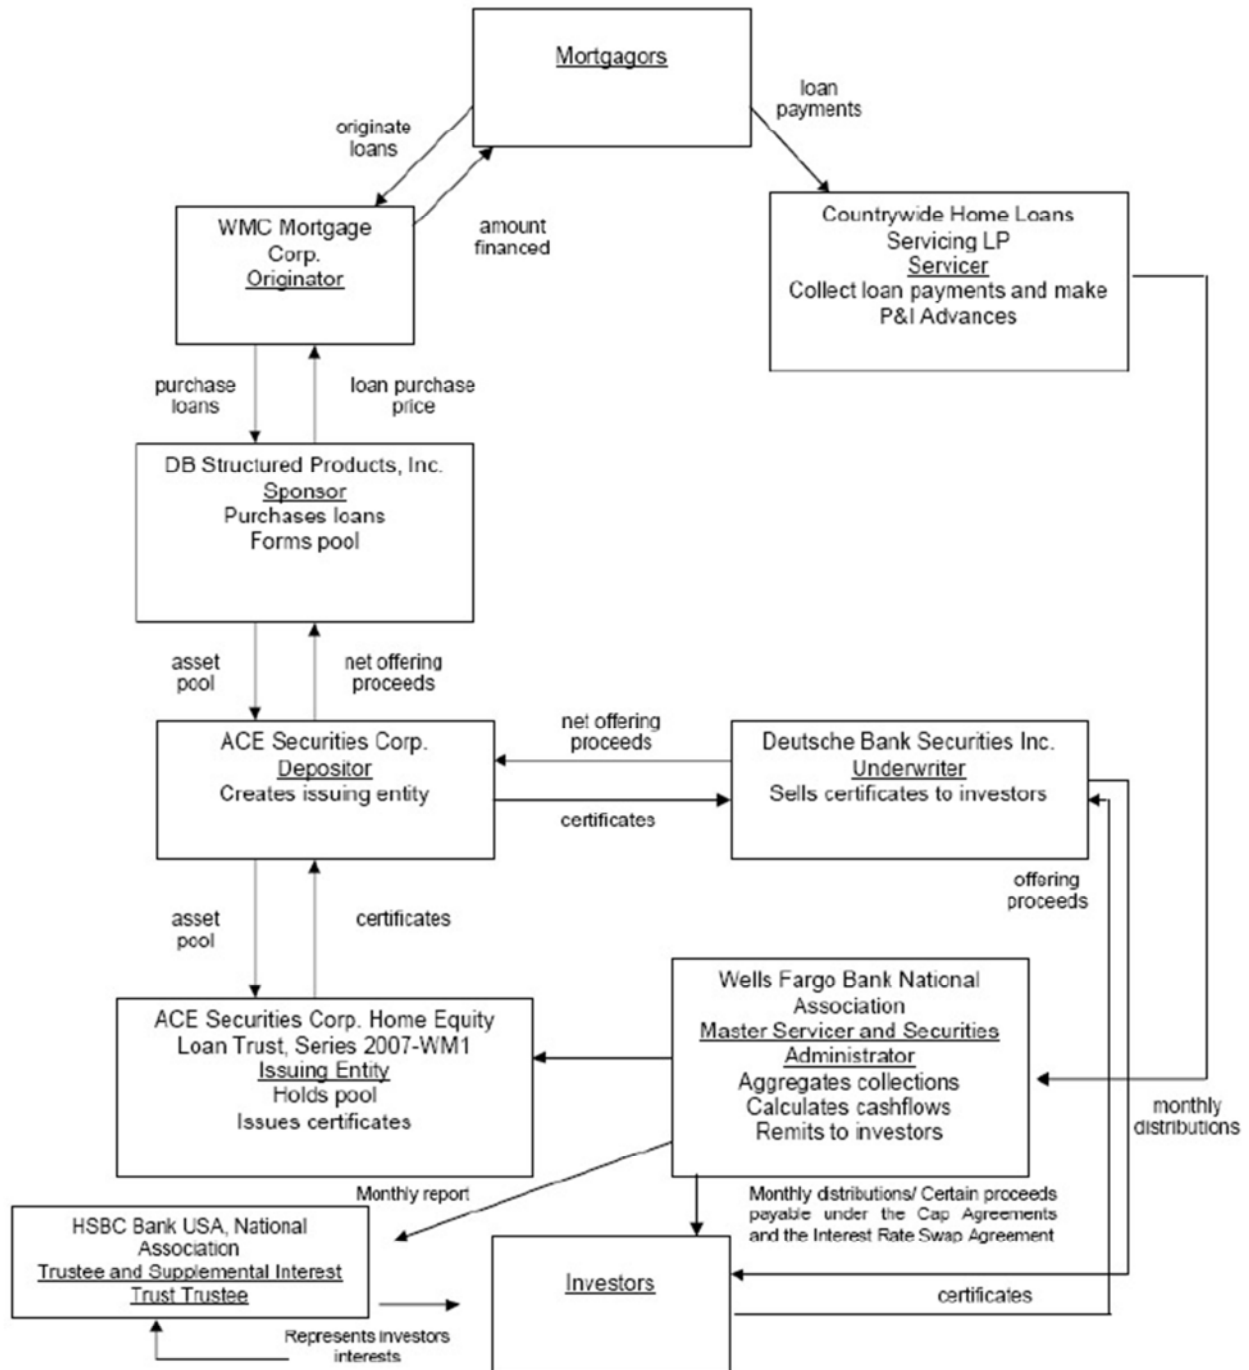 Mortgagors
loan
payments
originate
loans
amount
financed
WMC Mortgage
Corp.
Originator
Countrywide Home Loans
Servicing LP
Servicer
Collect loan payments and make
P&I Advances
purchase
loans
loan purchase
price
DB Structured Products, Inc.
Sponsor
Purchases loans
Forms pool
asset
pool
net offering
proceeds
ACE Securities Corp.
Depositor
Creates issuing entity
net offering
proceeds
certificates
Deutsche Bank Securities Inc.
Underwriter
Sells certificates to investors
offering
proceeds
asset
pool
certificates
ACE Securities Corp. Home Equity
Loan Trust, Series 2007-WM1
Issuing Entity
Holds pool
Issues certificates
Wells Fargo Bank National
Association
Master Servicer and Securities
Administrator
Aggregates collections
Calculates cashflows
Remits to investors
monthly
distributions
Monthly report
Monthly distributions/ Certain proceeds
payable under the Cap Agreements
and the Interest Rate Swap Agreement
HSBC Bank USA, National
Association
Trustee and Supplemental Interest
Trust Trustee
Investors
certificates
Represents investors
interests